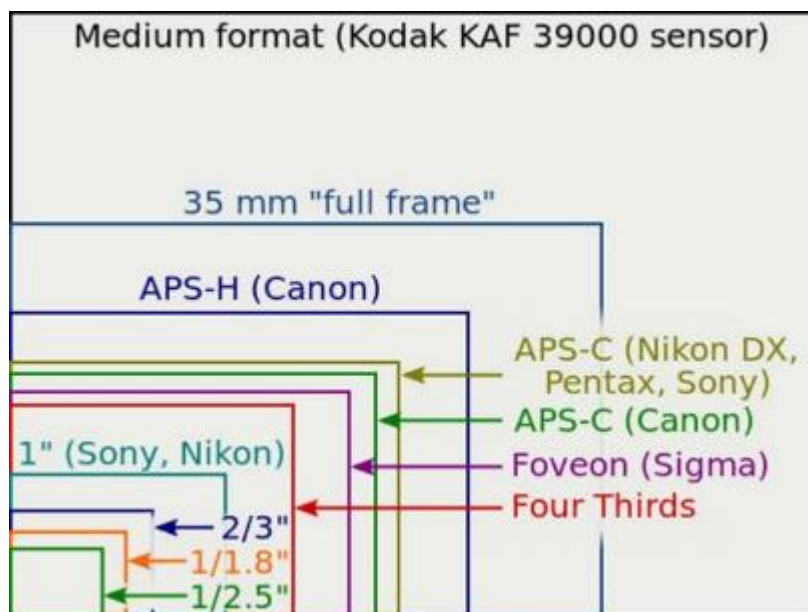 Medium format (Kodak KAF 39000 sensor)
35 mm "full frame"
APS-H (Canon)
APS-C (Nikon DX,
Pentax, Sony)
APS-C (Canon)
1" (Sony, Nikon)
Foveon (Sigma)
Four Thirds
2/3"
1/1.8"
1/2.5"